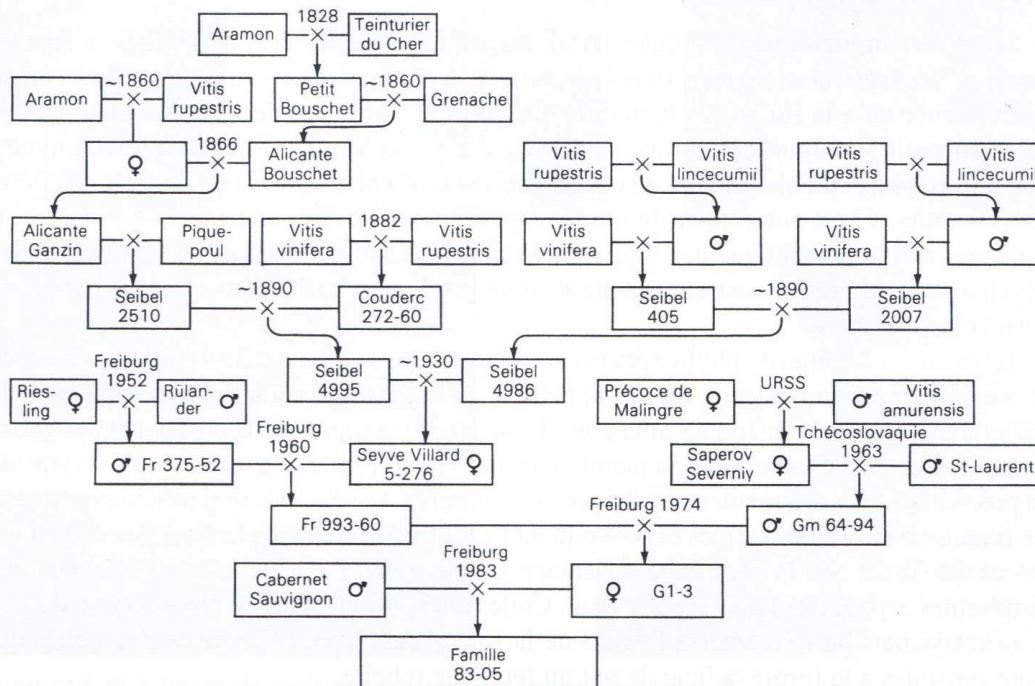 1828
Aramon
Teinturier
du Cher
~1860
~1860
Aramon
Vitis
rupestris
Petit
Bouschet
Grenache
1866
♀
Alicante
Bouschet
Vitis
rupestris
Vitis
lincecumii
Vitis
rupestris
Vitis
lincecumii
1882
Alicante
Ganzin
Pique-
poul
Vitis
vinifera
Vitis
rupestris
Vitis
vinifera
♂
Vitis
vinifera
♂
~1890
~1890
Seibel
2510
Couderc
272-60
Seibel
405
Seibel
2007
Freiburg
1952
~1930
Seibel
4995
Seibel
4986
URSS
Ries-
ling ♀
Rülan-
der ♂
Précoce de
Malingre ♀
♂ Vitis
amurensis
Freiburg
1960
Tchécoslovaquie
1963
♂ Fr 375-52
Seyve Villard
5-276 ♀
Saperov
Severniy ♀
♂ St-Laurent
Freiburg 1974
Fr 993-60
♂ Gm 64-94
Freiburg
1983
Cabernet
Sauvignon ♂
♀ G1-3
Famille
83-05